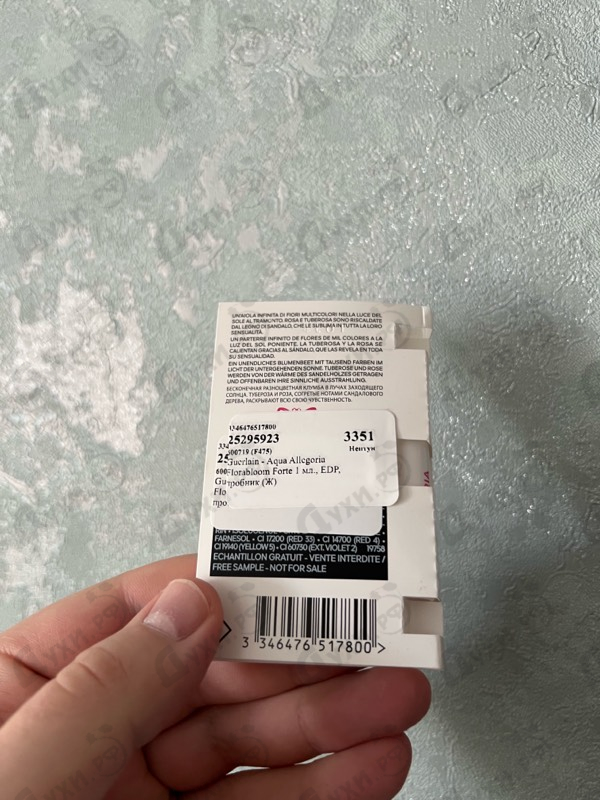 UN'AIOLA INFINITA DI FIORI MULTICOLORI NELLA LUCE DEL
SOLE AL TRAMONTO. ROSA E TUBEROSA SONO RISCALDATE
DAL LEGNO DI SANDALO, CHE LE SUBLIMA IN TUTTA LA LORO
SENSUALITÀ.
UN PARTERRE INFINITO DE FLORES DE MIL COLORES A LA
LUZ DEL SOL PONIENTE. LA TUBEROSA Y LA ROSA SE
CALIENTAN GRACIAS AL SÁNDALO, QUE LAS REVELA EN TODA
SU SENSUALIDAD.
EIN UNENDLICHES BLUMENBEET MIT TAUSEND FARBEN IM
LICHT DER UNTERGEHENDEN SONNE. TUBEROSE UND ROSE
WERDEN VON DER WÄRME DES SANDELHOLZES GETRAGEN
UND OFFENBAREN IHRE SINNLICHE AUSSTRAHLUNG.
БЕСКОНЕЧНАЯ РАЗНОЦВЕТНАЯ КЛУМБА В ЛУЧАХ ЗАХОДЯЩЕГО
СОЛНЦА. ТУБЕРОЗА И РОЗА, СОГРЕТЫЕ НОТАМИ САНДАЛОВОГО
ДЕРЕВА, РАСКРЫВАЮТ ВСЮ СВОЮ ЧУВСТВЕННОСТЬ.
3346476517800
25295923 3351
600719 (F475) Нептун
Guerlain - Aqua Allegoria
Florabloom Forte 1 мл., EDP,
пробник (Ж)
FARNESOL • CI 17200 (RED 33) • CI 14700 (RED 4) •
CI 19140 (YELLOW 5) • CI 60730 (EXT. VIOLET 2) 19758
ECHANTILLON GRATUIT - VENTE INTERDITE /
FREE SAMPLE - NOT FOR SALE
3 346476 517800 >
ДУХИ.РФ